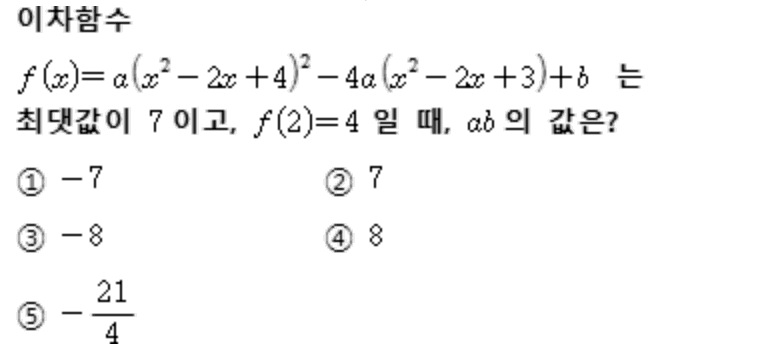 이차함수
f(x)=a(x²−2x+4)²−4a(x²−2x+3)+b 는
최댓값이 7 이고, f(2)=4 일 때, ab 의 값은?
① −7 ② 7
③ −8 ④ 8
⑤ −21/4